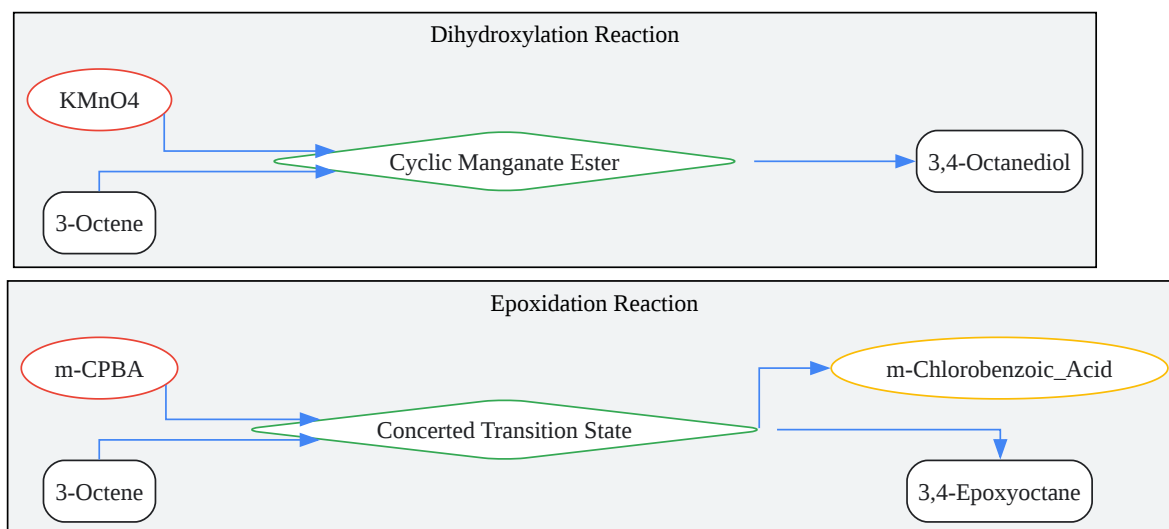 Dihydroxylation Reaction
KMnO4
Cyclic Manganate Ester
3,4-Octanediol
3-Octene
Epoxidation Reaction
m-CPBA
m-Chlorobenzoic_Acid
Concerted Transition State
3-Octene
3,4-Epoxyoctane